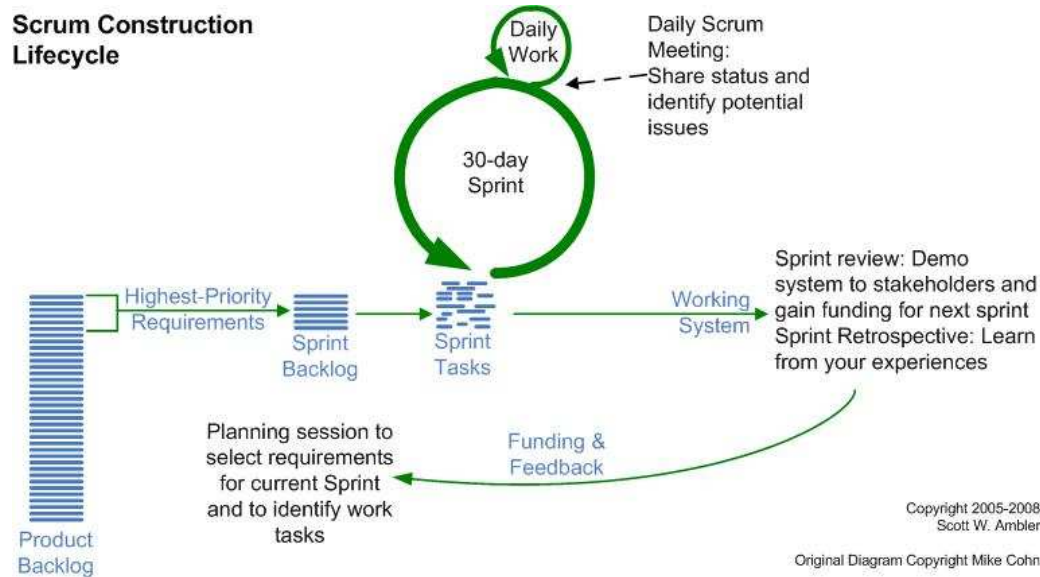 Scrum Construction
Lifecycle
Daily
Work
Daily Scrum
Meeting:
Share status and
identify potential
issues
30-day
Sprint
Highest-Priority
Requirements
Sprint
Backlog
Sprint
Tasks
Working
System
Sprint review: Demo
system to stakeholders and
gain funding for next sprint
Sprint Retrospective: Learn
from your experiences
Planning session to
select requirements
for current Sprint
and to identify work
tasks
Funding &
Feedback
Product
Backlog
Copyright 2005-2008
Scott W. Ambler
Original Diagram Copyright Mike Cohn